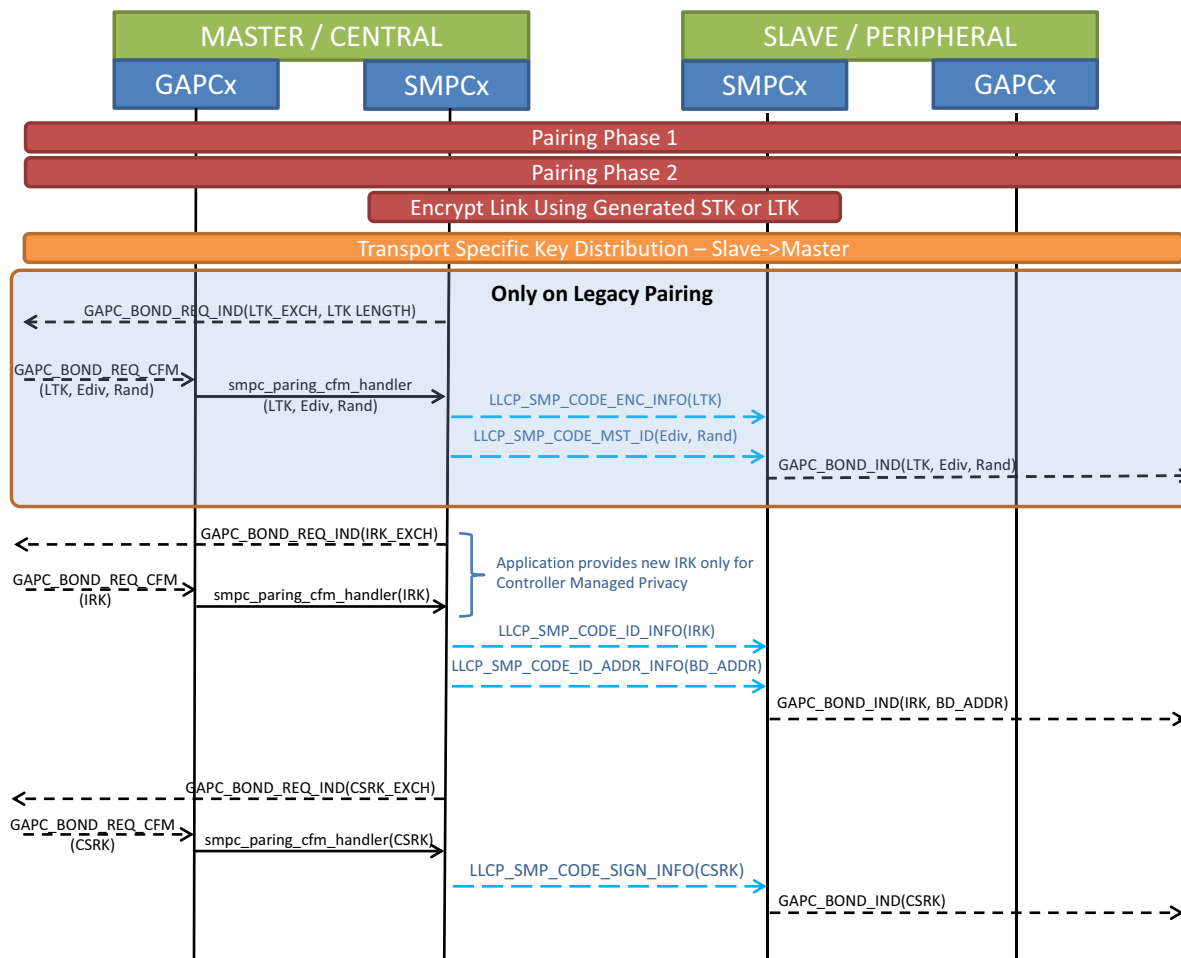 MASTER / CENTRAL
SLAVE / PERIPHERAL
GAPCx
SMPCx
SMPCx
GAPCx
Pairing Phase 1
Pairing Phase 2
Encrypt Link Using Generated STK or LTK
Transport Specific Key Distribution – Slave->Master
Only on Legacy Pairing
GAPC_BOND_REQ_IND(LTK_EXCH, LTK LENGTH)
GAPC_BOND_REQ_CFM
(LTK, Ediv, Rand)
smpc_paring_cfm_handler
(LTK, Ediv, Rand)
LLCP_SMP_CODE_ENC_INFO(LTK)
LLCP_SMP_CODE_MST_ID(Ediv, Rand)
GAPC_BOND_IND(LTK, Ediv, Rand)
GAPC_BOND_REQ_IND(IRK_EXCH)
Application provides new IRK only for
Controller Managed Privacy
GAPC_BOND_REQ_CFM
(IRK)
smpc_paring_cfm_handler(IRK)
LLCP_SMP_CODE_ID_INFO(IRK)
LLCP_SMP_CODE_ID_ADDR_INFO(BD_ADDR)
GAPC_BOND_IND(IRK, BD_ADDR)
GAPC_BOND_REQ_IND(CSRK_EXCH)
GAPC_BOND_REQ_CFM
(CSRK)
smpc_paring_cfm_handler(CSRK)
LLCP_SMP_CODE_SIGN_INFO(CSRK)
GAPC_BOND_IND(CSRK)